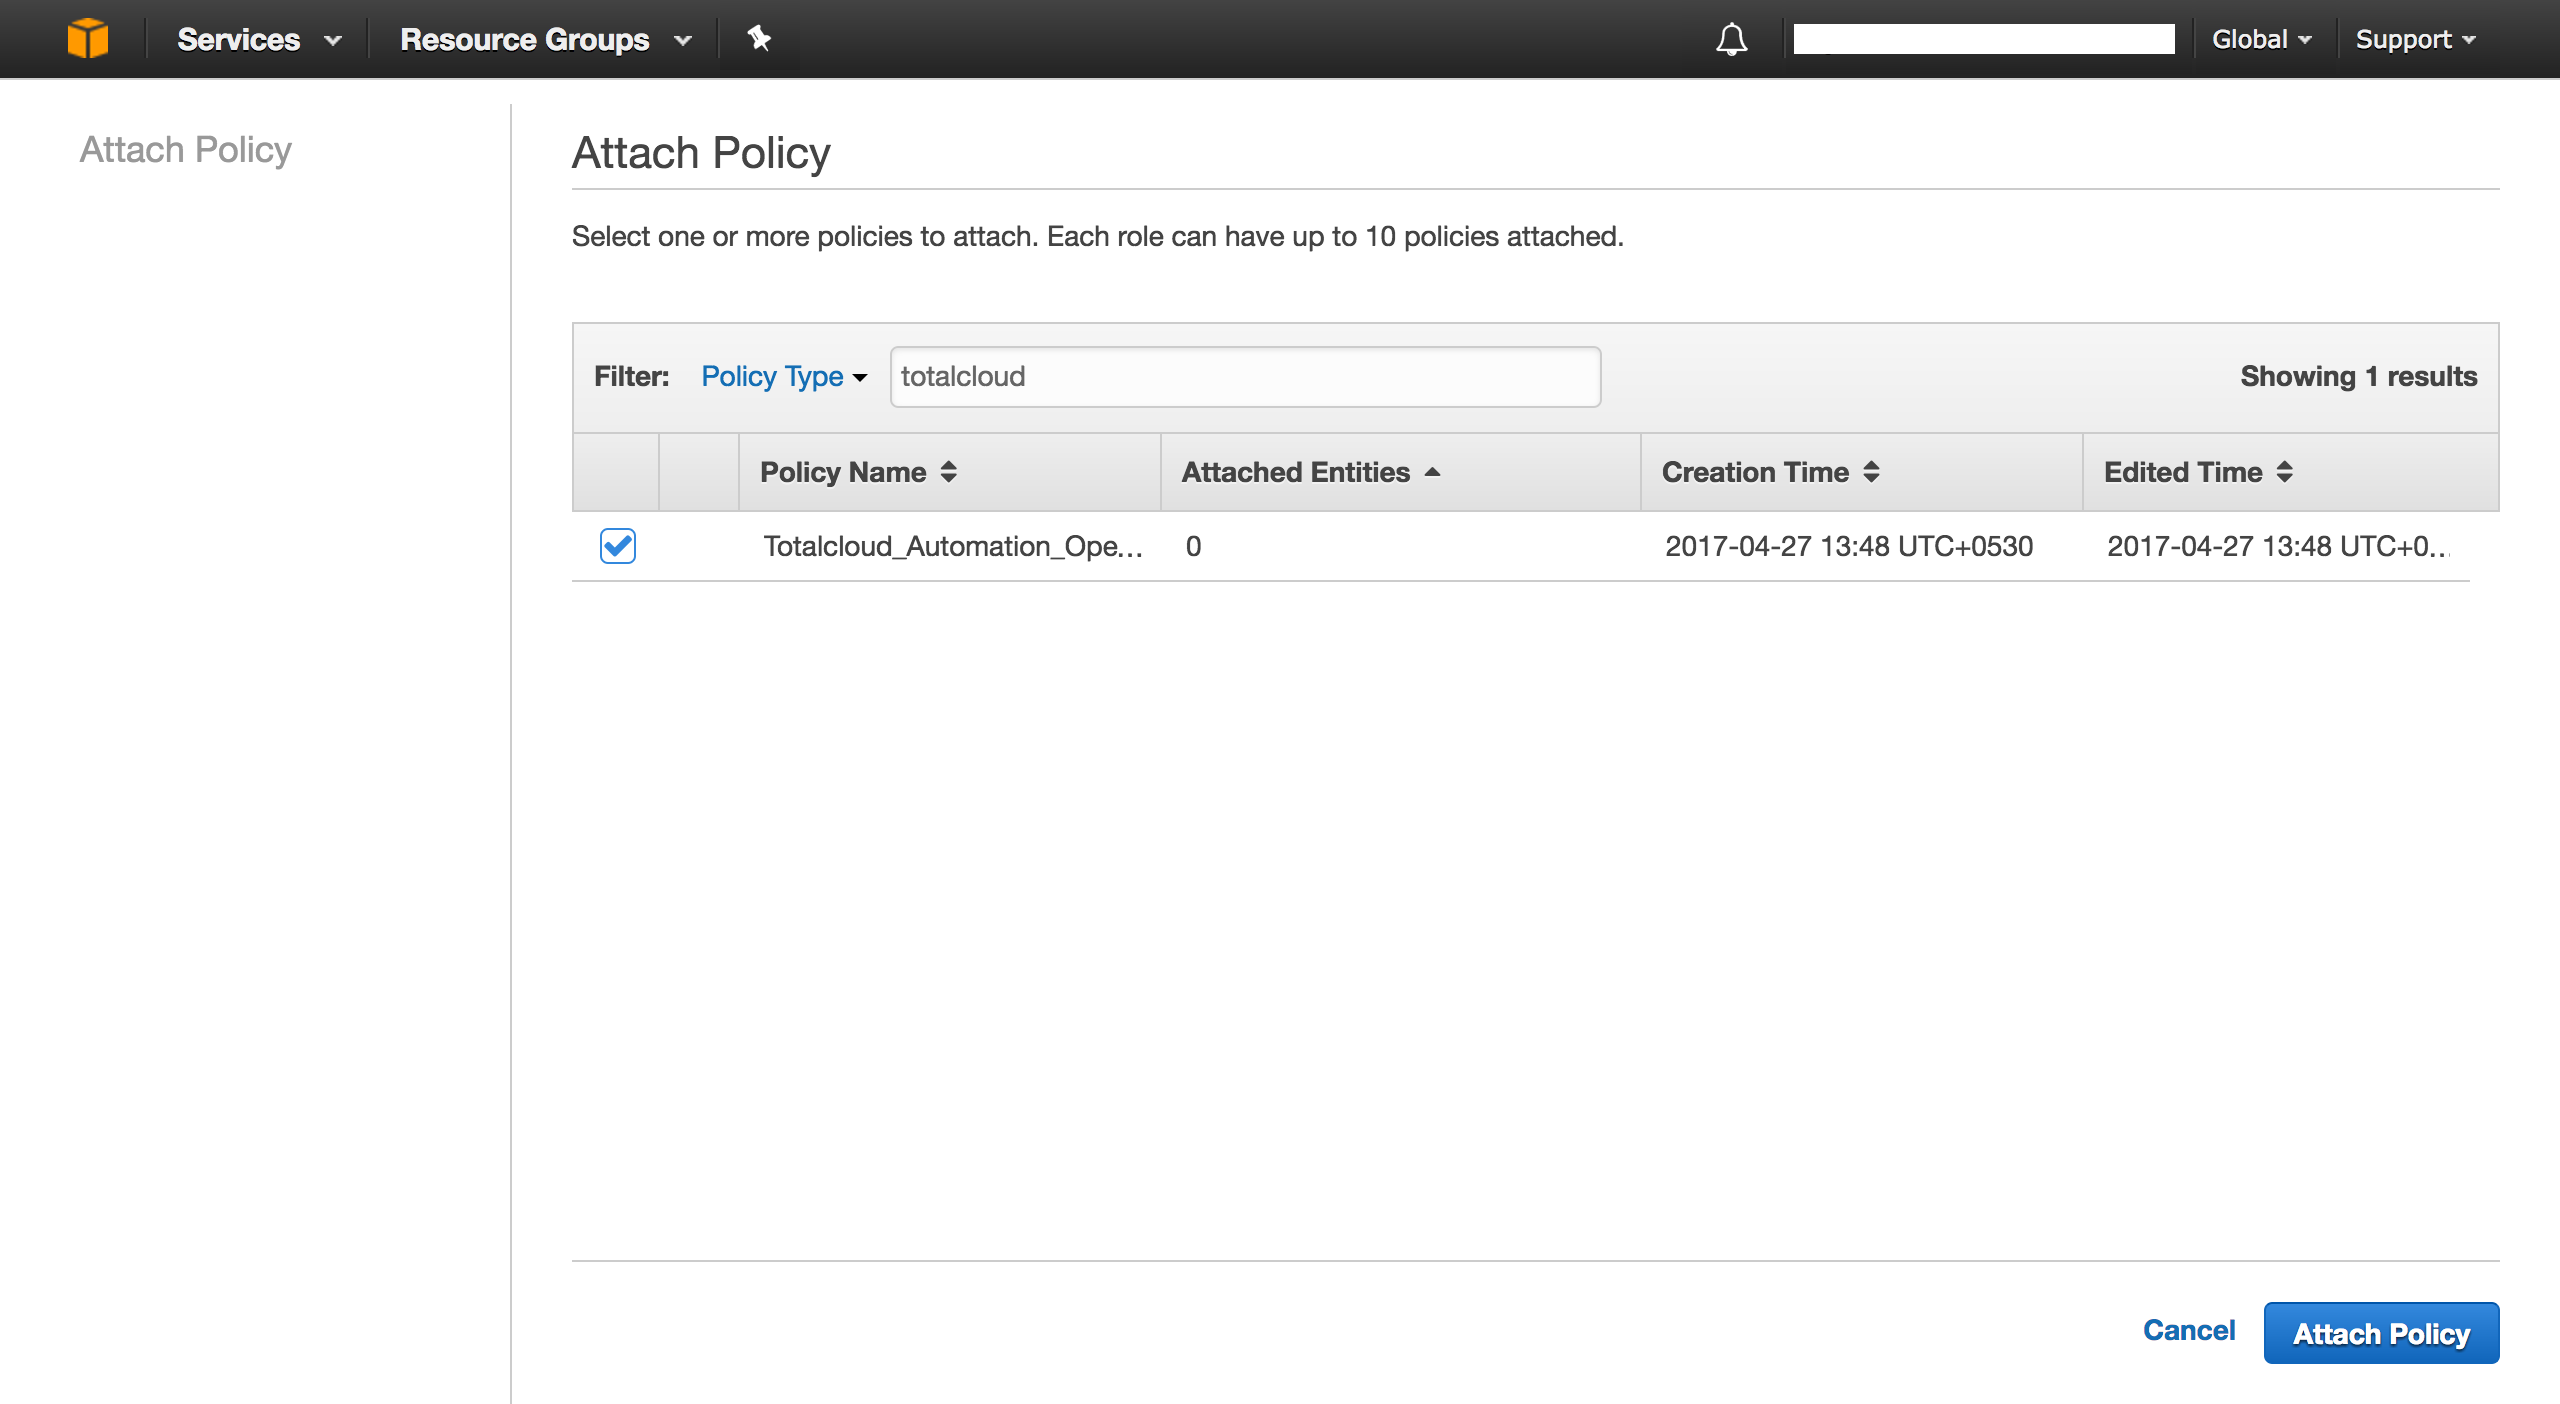 Services Resource Groups Global Support
Attach Policy
Attach Policy
Select one or more policies to attach. Each role can have up to 10 policies attached.
Filter: Policy Type totalcloud Showing 1 results
Policy Name Attached Entities Creation Time Edited Time
Totalcloud_Automation_Ope... 0 2017-04-27 13:48 UTC+0530 2017-04-27 13:48 UTC+0...
Cancel Attach Policy